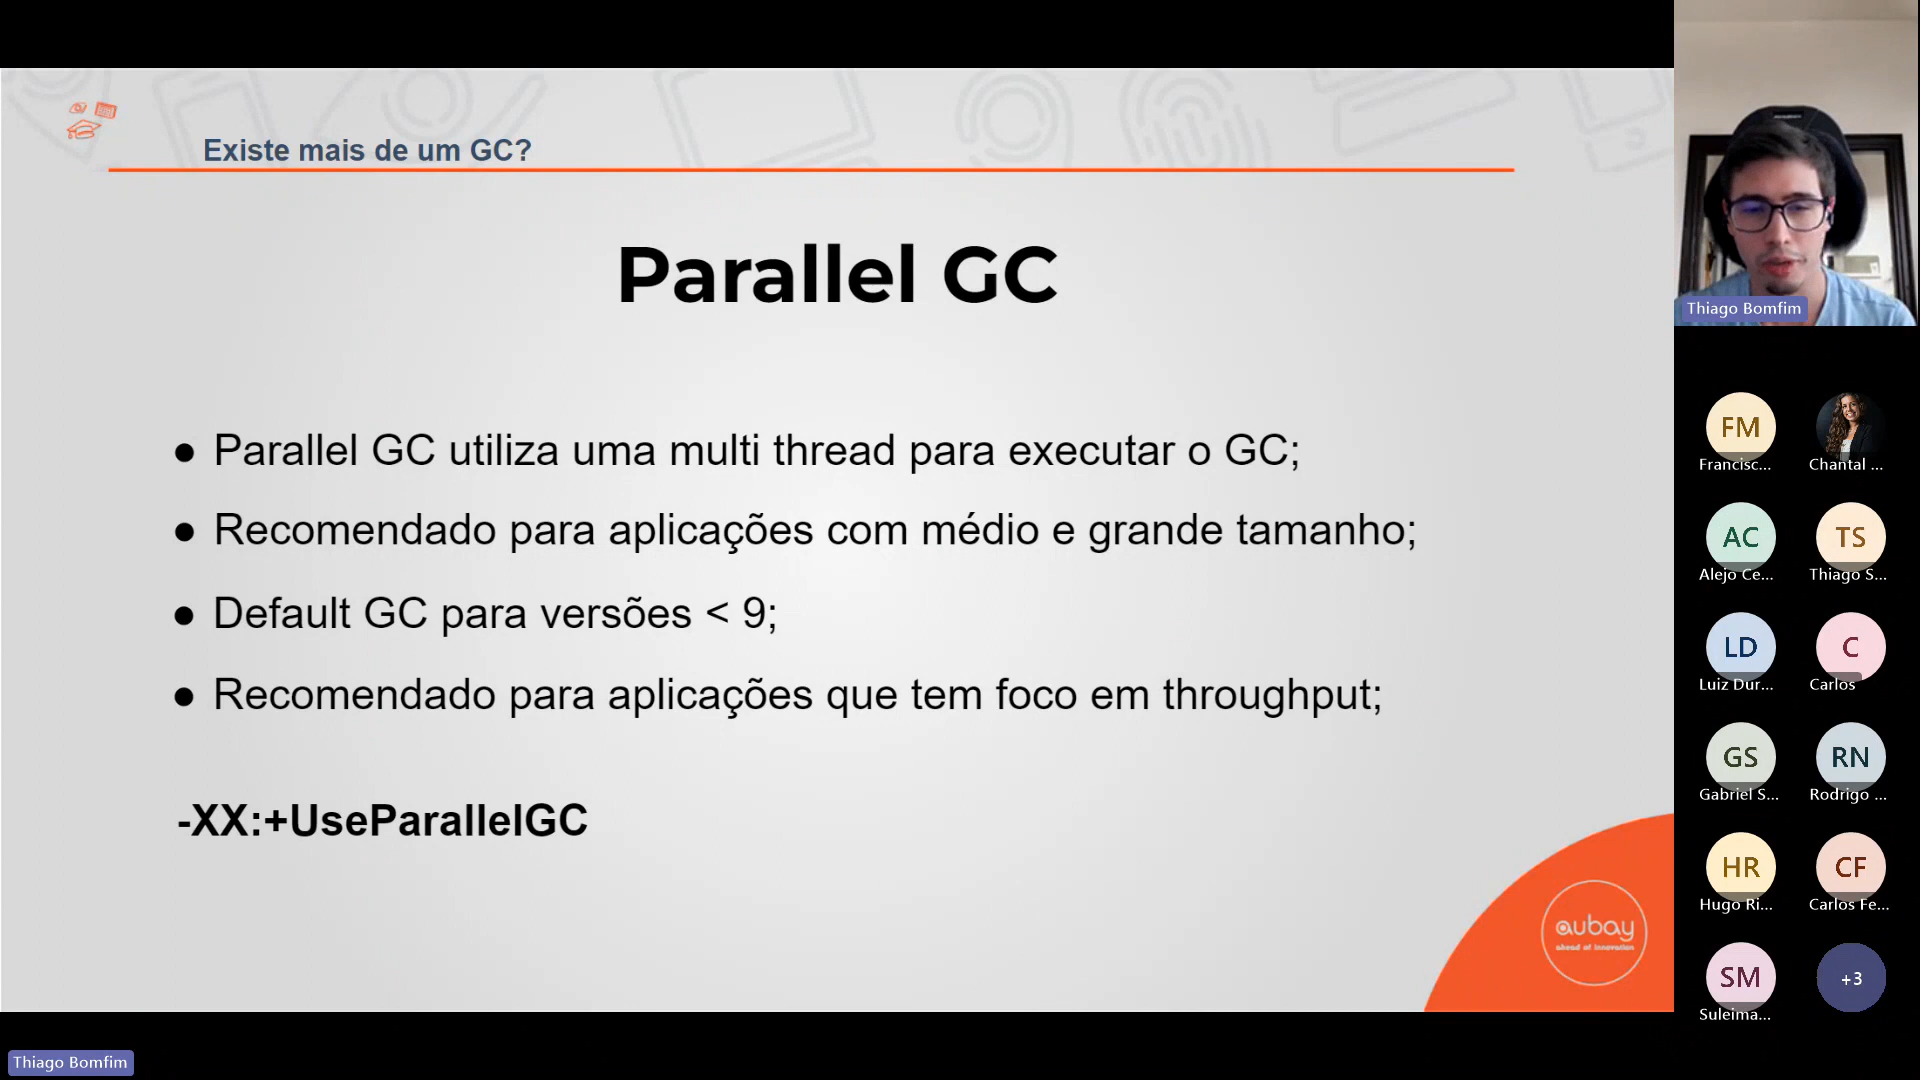 Existe mais de um GC?
Parallel GC
● Parallel GC utiliza uma multi thread para executar o GC;
● Recomendado para aplicações com médio e grande tamanho;
● Default GC para versões < 9;
● Recomendado para aplicações que tem foco em throughput;
-XX:+UseParallelGC
aubay
ahead of innovation
Thiago Bomfim
Thiago Bomfim
FM
Francisc...
Chantal ...
AC
Alejo Ce...
TS
Thiago S...
LD
Luiz Dur...
C
Carlos
GS
Gabriel S...
RN
Rodrigo ...
HR
Hugo Ri...
CF
Carlos Fe...
SM
Suleima...
+3